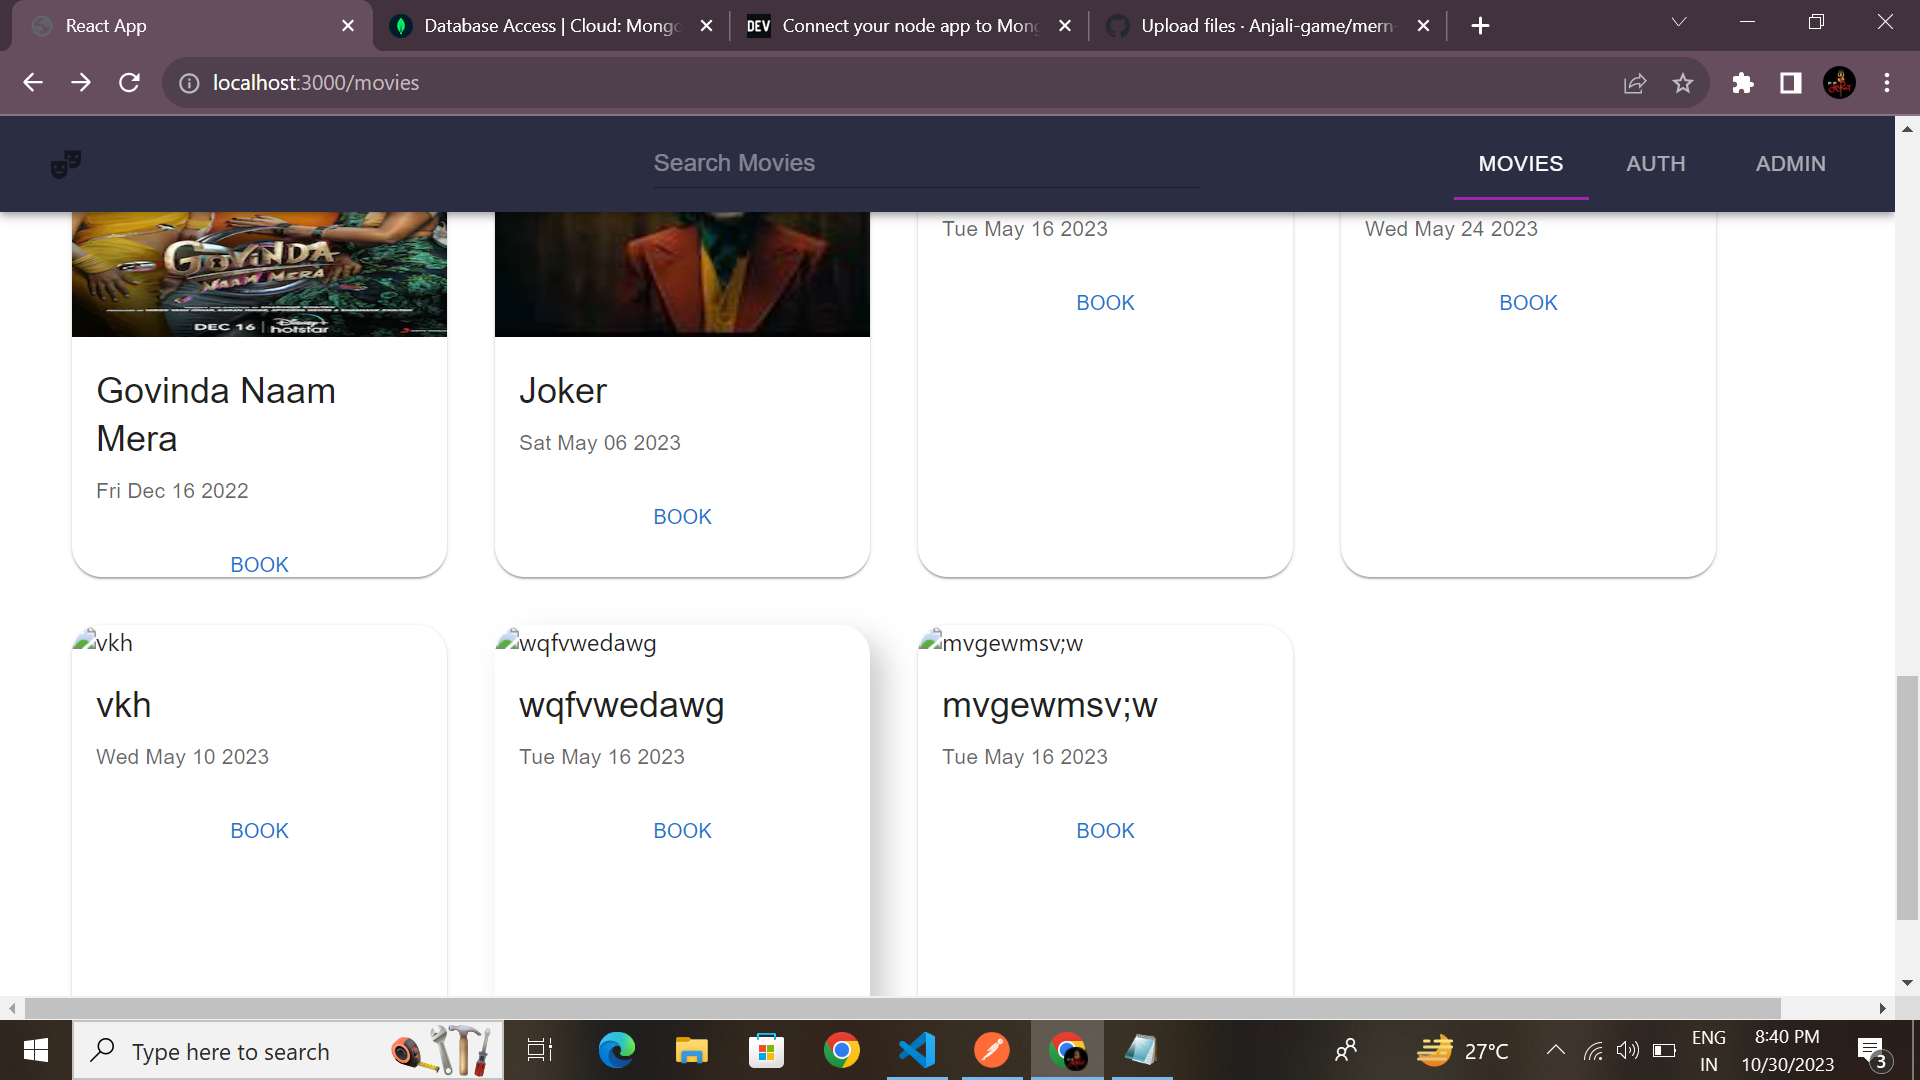 React App
Database Access | Cloud: Mongo
DEV Connect your node app to Mong
Upload files · Anjali-game/mern-
localhost:3000/movies
Search Movies
MOVIES
AUTH
ADMIN
GOVINDA
NAAM MERA
DEC 16 | Disney+ hotstar
Govinda Naam
Mera
Fri Dec 16 2022
BOOK
Joker
Sat May 06 2023
BOOK
Tue May 16 2023
BOOK
Wed May 24 2023
BOOK
vkh
vkh
Wed May 10 2023
BOOK
wqfvwedawg
wqfvwedawg
Tue May 16 2023
BOOK
mvgewmsv;w
mvgewmsv;w
Tue May 16 2023
BOOK
Type here to search
27°C
ENG
IN
8:40 PM
10/30/2023
3